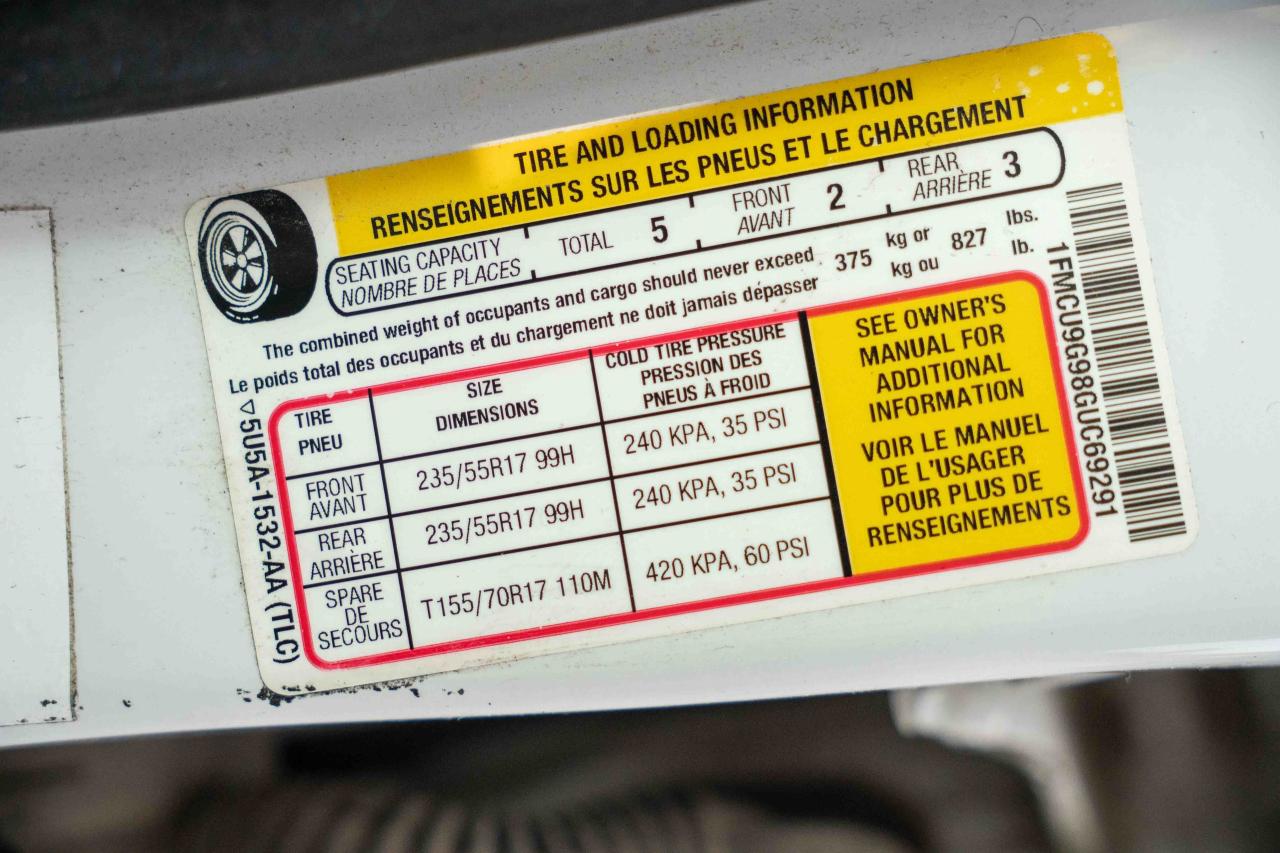 TIRE AND LOADING INFORMATION
RENSEIGNEMENTS SUR LES PNEUS ET LE CHARGEMENT
SEATING CAPACITY
NOMBRE DE PLACES
TOTAL 5
FRONT
AVANT
2
REAR
ARRIÈRE
3
The combined weight of occupants and cargo should never exceed 375 kg or 827 lbs.
Le poids total des occupants et du chargement ne doit jamais dépasser kg ou lb.
TIRE
PNEU
SIZE
DIMENSIONS
COLD TIRE PRESSURE
PRESSION DES
PNEUS À FROID
FRONT
AVANT
235/55R17 99H
240 KPA, 35 PSI
REAR
ARRIÈRE
235/55R17 99H
240 KPA, 35 PSI
SPARE
DE
SECOURS
T155/70R17 110M
420 KPA, 60 PSI
SEE OWNER'S
MANUAL FOR
ADDITIONAL
INFORMATION
VOIR LE MANUEL
DE L'USAGER
POUR PLUS DE
RENSEIGNEMENTS
1FMCU9G98GUC69291
◁5U5A-1532-AA (TLC)